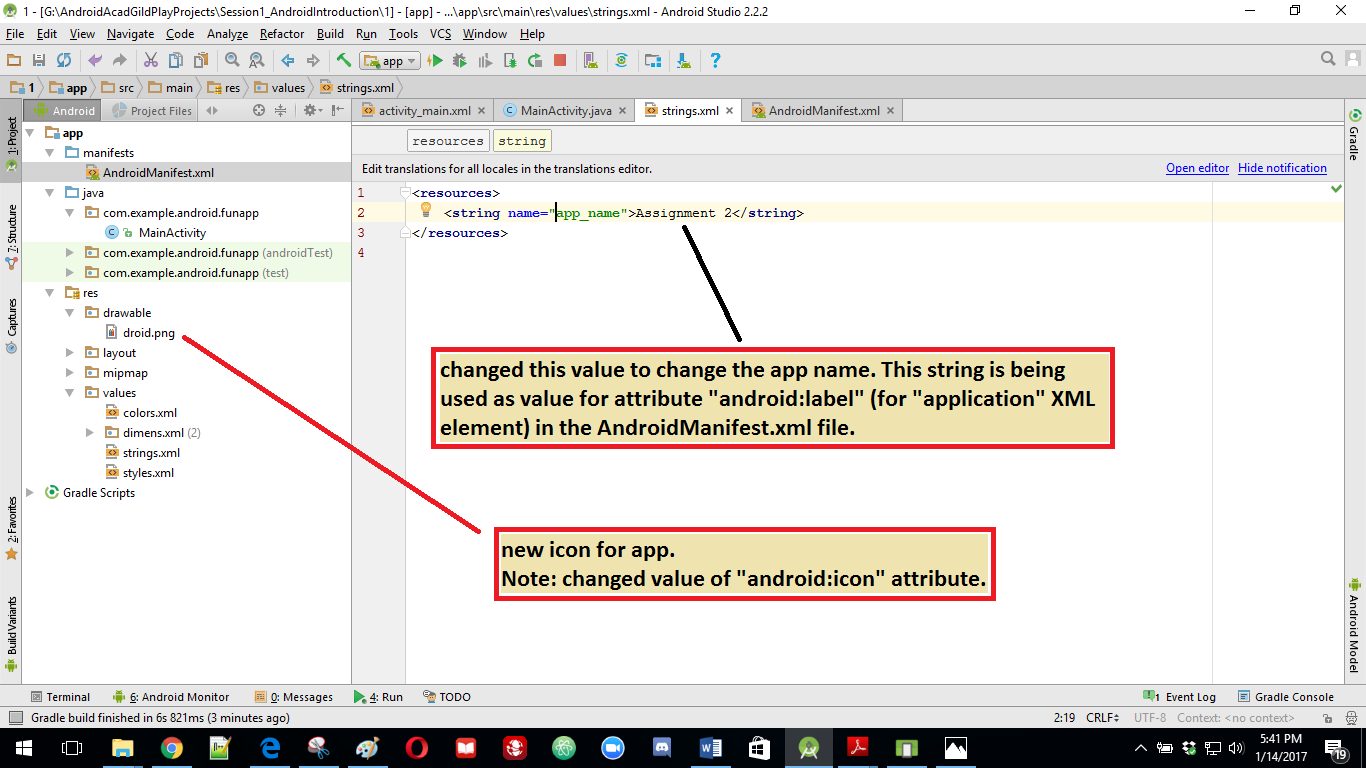 1 - [G:\AndroidAcadGildPlayProjects\Session1_AndroidIntroduction\1] - [app] - ...\app\src\main\res\values\strings.xml - Android Studio 2.2.2
File Edit View Navigate Code Analyze Refactor Build Run Tools VCS Window Help
app
1 app src main res values strings.xml
Android Project Files
activity_main.xml MainActivity.java strings.xml AndroidManifest.xml
1: Project
7: Structure
Captures
2: Favorites
Build Variants
app
manifests
AndroidManifest.xml
java
com.example.android.funapp
MainActivity
com.example.android.funapp (androidTest)
com.example.android.funapp (test)
res
drawable
droid.png
layout
mipmap
values
colors.xml
dimens.xml (2)
strings.xml
styles.xml
Gradle Scripts
resources string
Edit translations for all locales in the translations editor. Open editor Hide notification
1 <resources>
2 <string name="app_name">Assignment 2</string>
3 </resources>
4
changed this value to change the app name. This string is being
used as value for attribute "android:label" (for "application" XML
element) in the AndroidManifest.xml file.
new icon for app.
Note: changed value of "android:icon" attribute.
Gradle
Android Model
Terminal 6: Android Monitor 0: Messages 4: Run TODO 1 Event Log Gradle Console
Gradle build finished in 6s 821ms (3 minutes ago) 2:19 CRLF UTF-8 Context: <no context>
5:41 PM
1/14/2017
19